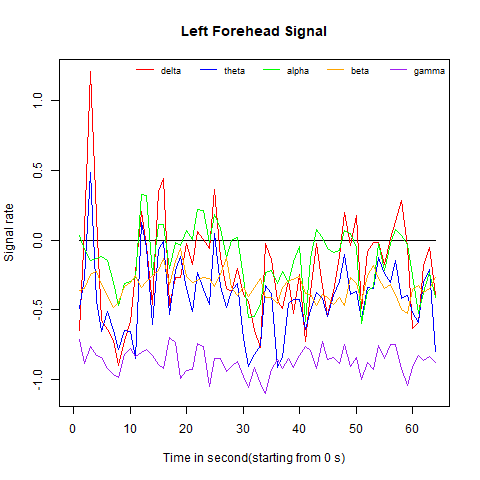 Left Forehead Signal
delta theta alpha beta gamma
Signal rate
1.0
0.5
0.0
-0.5
-1.0
0 10 20 30 40 50 60
Time in second(starting from 0 s)